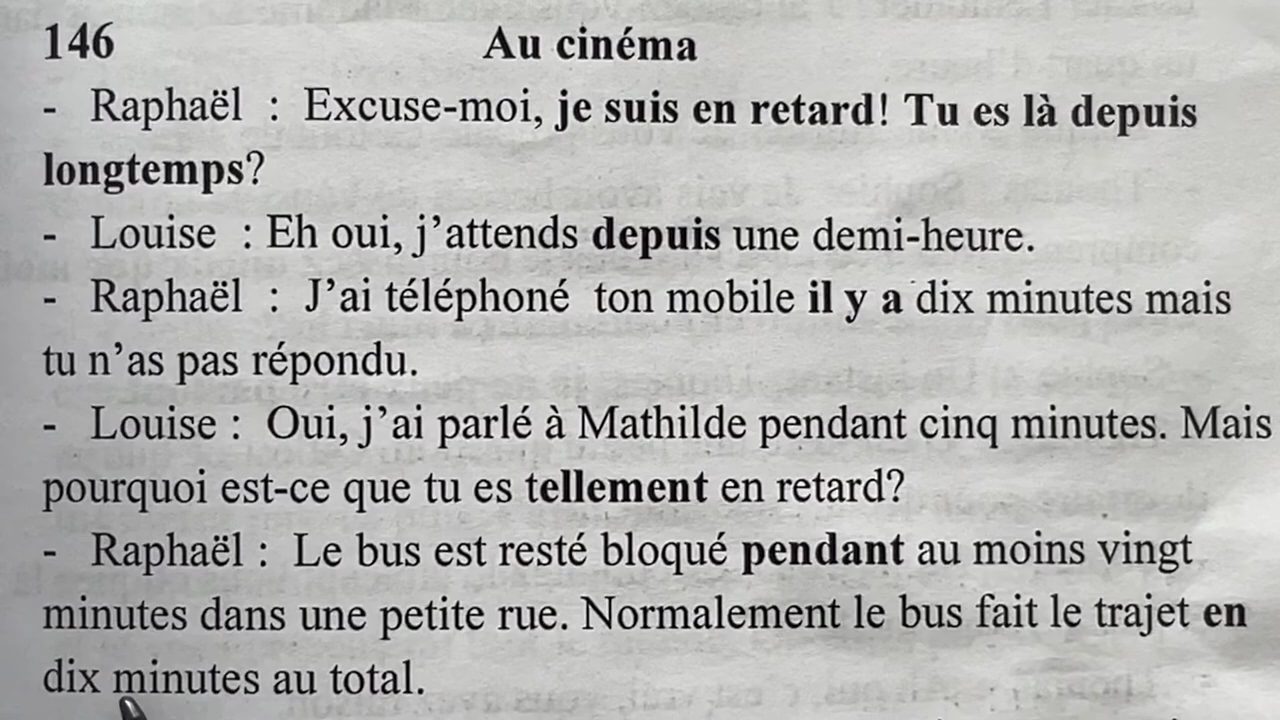 146 Au cinéma
- Raphaël : Excuse-moi, je suis en retard! Tu es là depuis
longtemps?
- Louise : Eh oui, j’attends depuis une demi-heure.
- Raphaël : J’ai téléphoné ton mobile il y a dix minutes mais
tu n’as pas répondu.
- Louise : Oui, j’ai parlé à Mathilde pendant cinq minutes. Mais
pourquoi est-ce que tu es tellement en retard?
- Raphaël : Le bus est resté bloqué pendant au moins vingt
minutes dans une petite rue. Normalement le bus fait le trajet en
dix minutes au total.